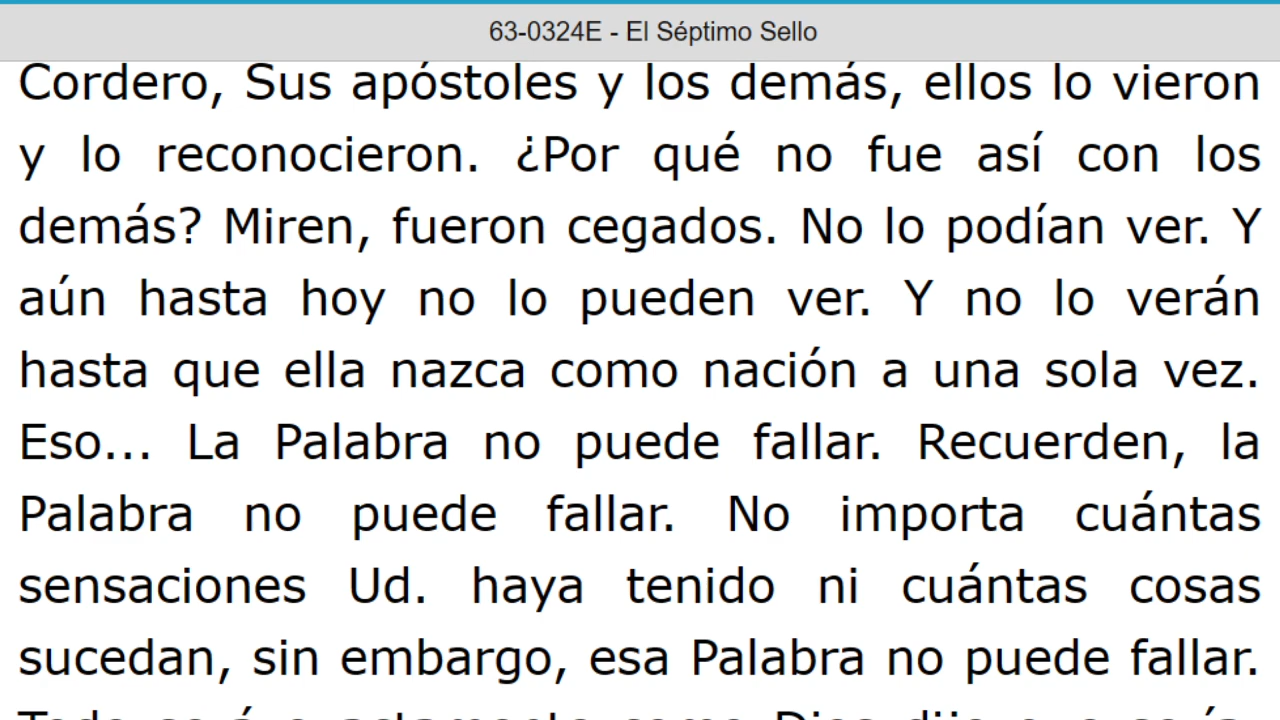 63-0324E - El Séptimo Sello
Cordero, Sus apóstoles y los demás, ellos lo vieron
y lo reconocieron. ¿Por qué no fue así con los
demás? Miren, fueron cegados. No lo podían ver. Y
aún hasta hoy no lo pueden ver. Y no lo verán
hasta que ella nazca como nación a una sola vez.
Eso... La Palabra no puede fallar. Recuerden, la
Palabra no puede fallar. No importa cuántas
sensaciones Ud. haya tenido ni cuántas cosas
sucedan, sin embargo, esa Palabra no puede fallar.